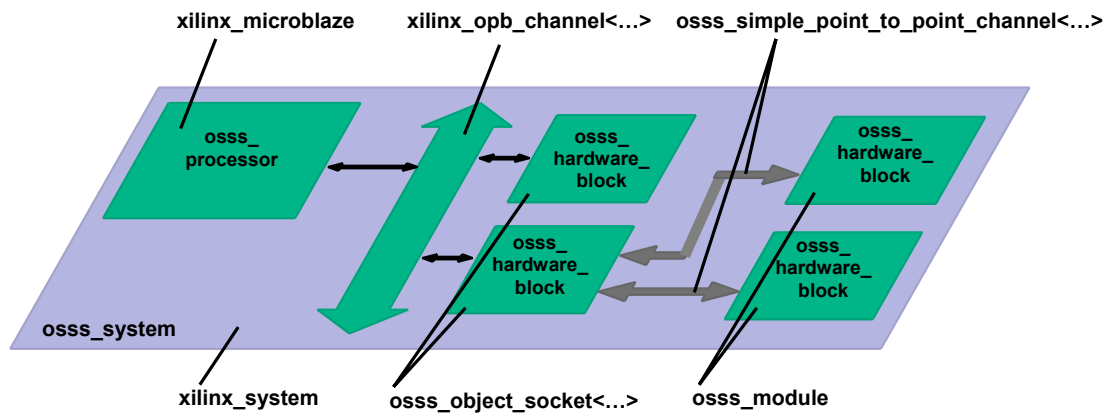 xilinx_microblaze
xilinx_opb_channel<…>
osss_simple_point_to_point_channel<…>
osss_
processor
osss_
hardware_
block
osss_
hardware_
block
osss_
hardware_
block
osss_
hardware_
block
osss_system
xilinx_system
osss_object_socket<…>
osss_module